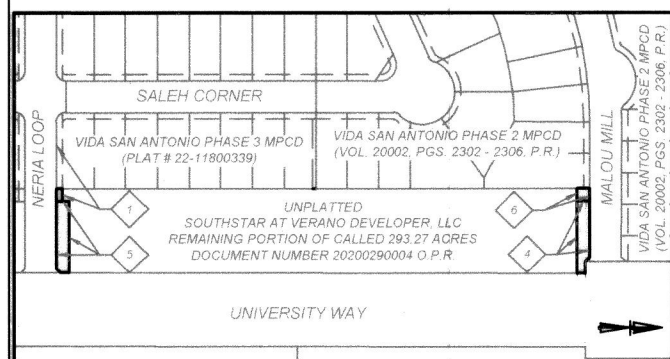 SALEH CORNER
NERIA LOOP
VIDA SAN ANTONIO PHASE 3 MPCD
(PLAT # 22-11800339)
VIDA SAN ANTONIO PHASE 2 MPCD
(VOL. 20002, PGS. 2302 - 2306, P.R.)
MALOU MILL
VIDA SAN ANTONIO PHASE 2 MPCD
(VOL. 20002, PGS. 2302 - 2306, P.R.)
1
5
UNPLATTED
SOUTHSTAR AT VERANO DEVELOPER, LLC
REMAINING PORTION OF CALLED 293.27 ACRES
DOCUMENT NUMBER 20200290004 O.P.R
6
4
UNIVERSITY WAY